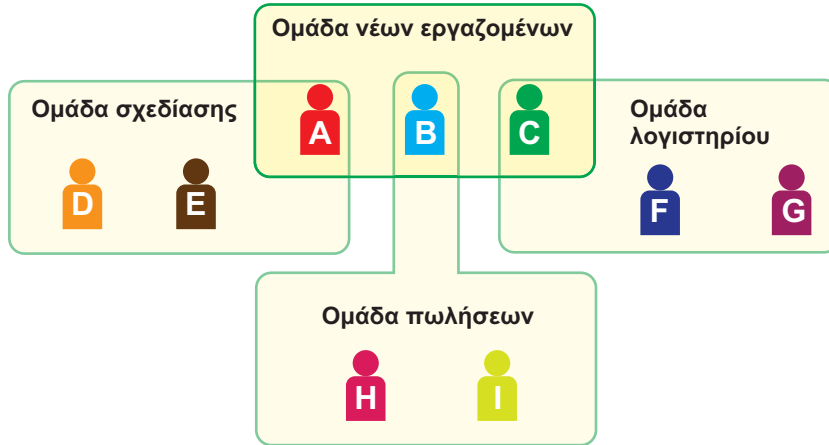 Ομάδα νέων εργαζομένων
Ομάδα σχεδίασης
A
B
C
Ομάδα
λογιστηρίου
D
E
F
G
Ομάδα πωλήσεων
H
I